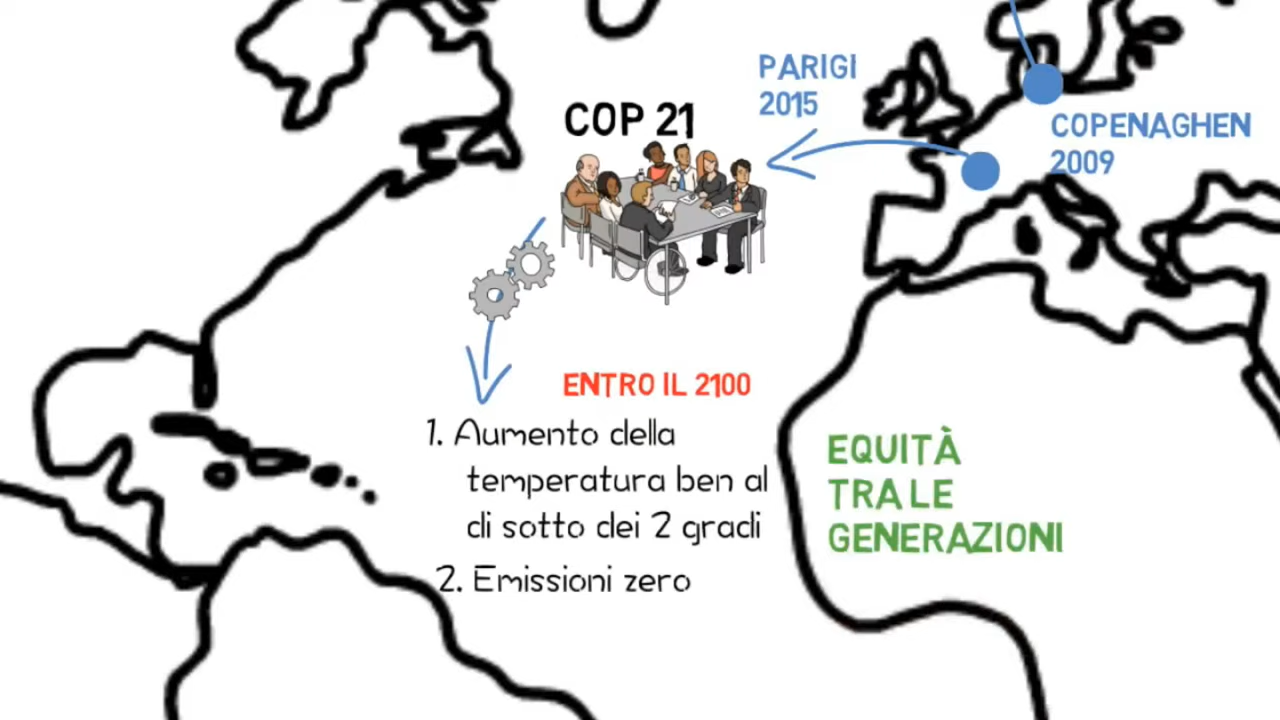 PARIGI
2015
COP 21
COPENAGHEN
2009
ENTRO IL 2100
1. Aumento della
temperatura ben al
di sotto dei 2 gradi
2. Emissioni zero
EQUITÀ
TRA LE
GENERAZIONI